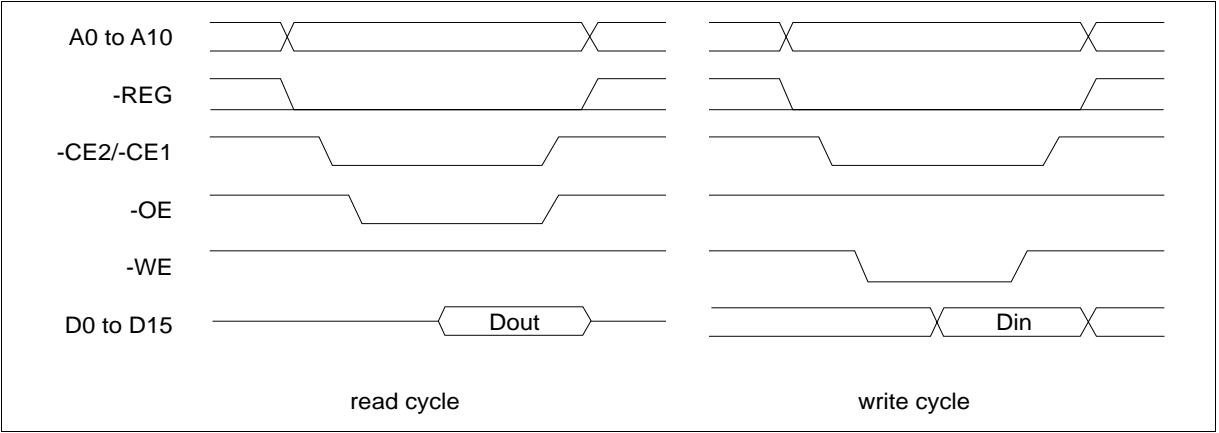 A0 to A10
-REG
-CE2/-CE1
-OE
-WE
D0 to D15 Dout Din
read cycle write cycle